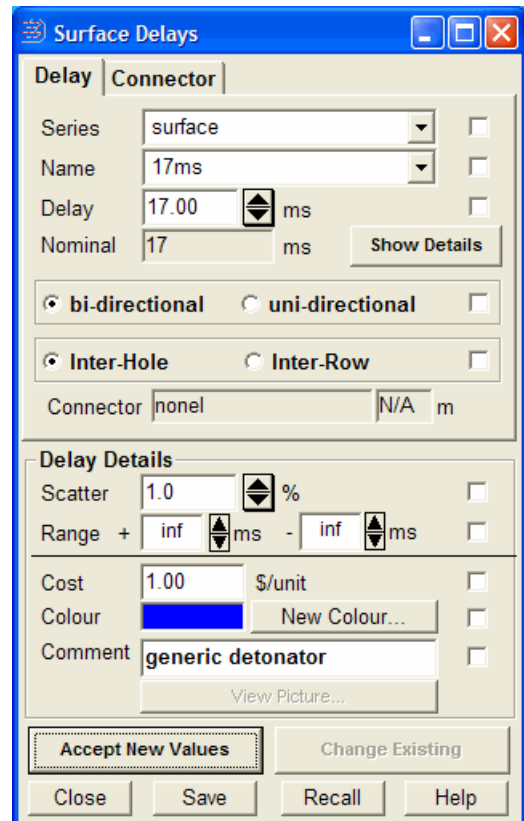 Surface Delays
Delay Connector
Series surface
Name 17ms
Delay 17.00 ms
Nominal 17 ms Show Details
bi-directional uni-directional
Inter-Hole Inter-Row
Connector nonel N/A m
Delay Details
Scatter 1.0 %
Range + inf ms - inf ms
Cost 1.00 $/unit
Colour New Colour...
Comment generic detonator
View Picture...
Accept New Values Change Existing
Close Save Recall Help